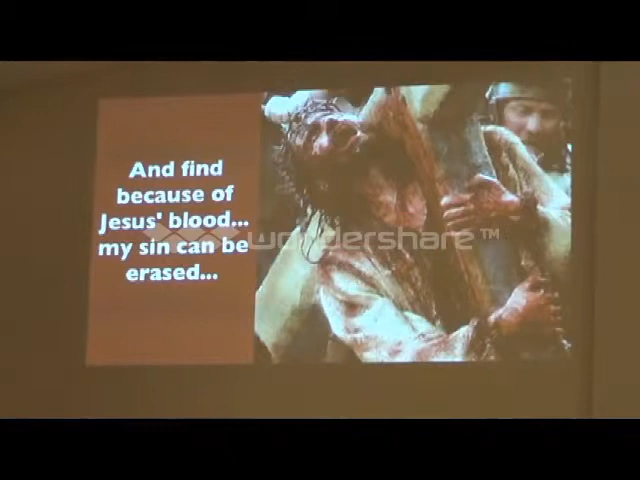 And find
because of
Jesus' blood...
my sin can be
erased...
wondershare™